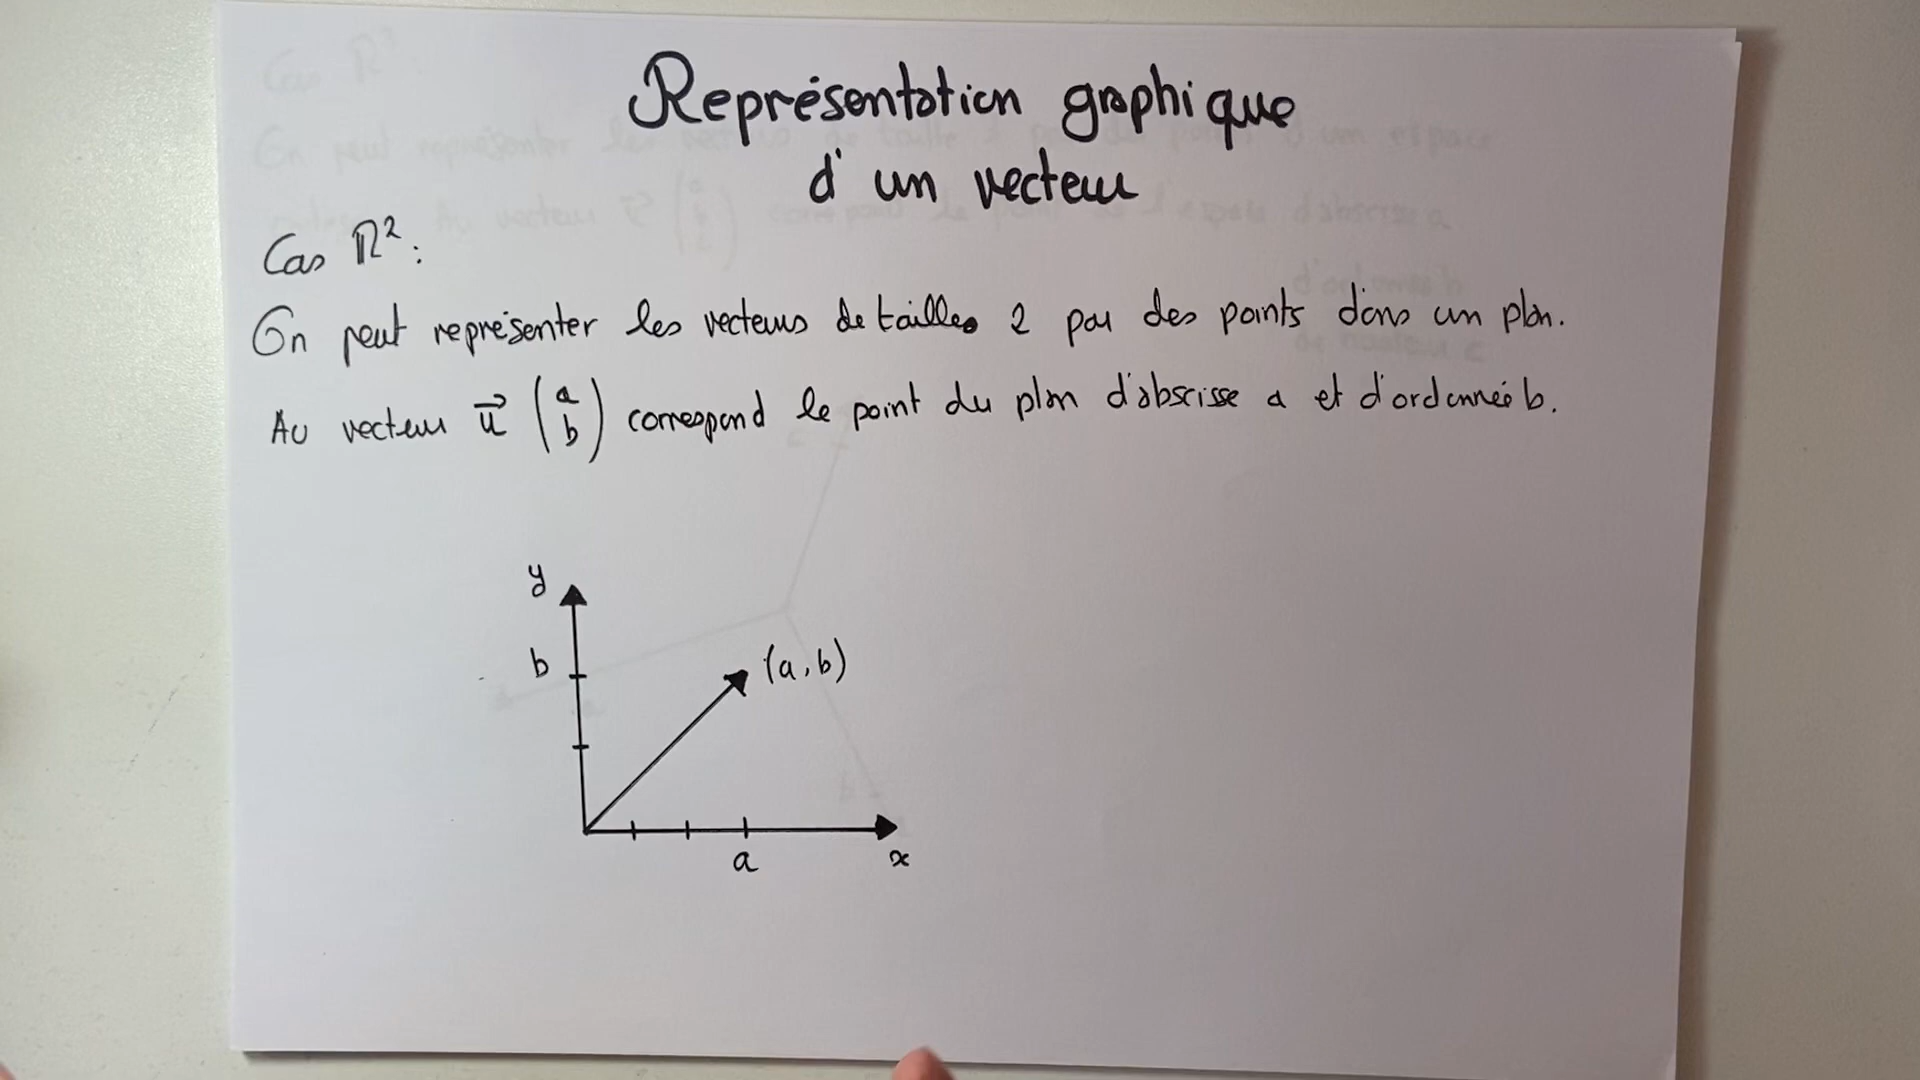 Représentation graphique
d'un vecteur
Cas ℝ²:
On peut représenter les vecteurs de tailles 2 par des points dans un plan.
Au vecteur u⃗ (a b) correspond le point du plan d'abscisse a et d'ordonnée b.
y
b
(a,b)
a
x